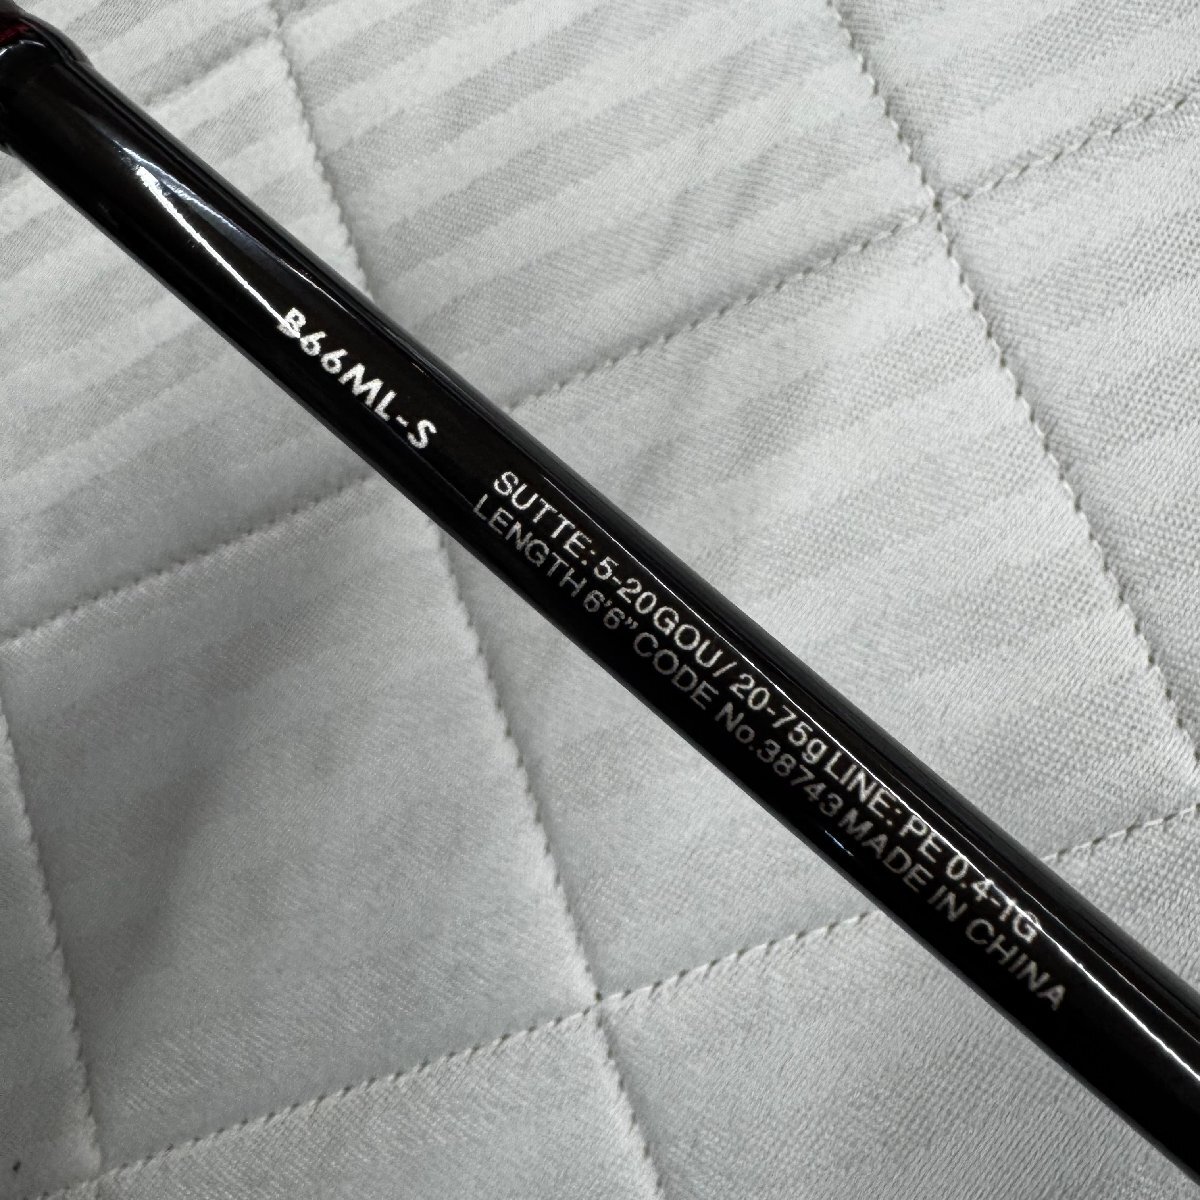 B66ML-S
SUTTE: 5-20GOU/ 20-75g LINE: PE 0.4-1G
LENGTH 6'6" CODE No.38743 MADE IN CHINA